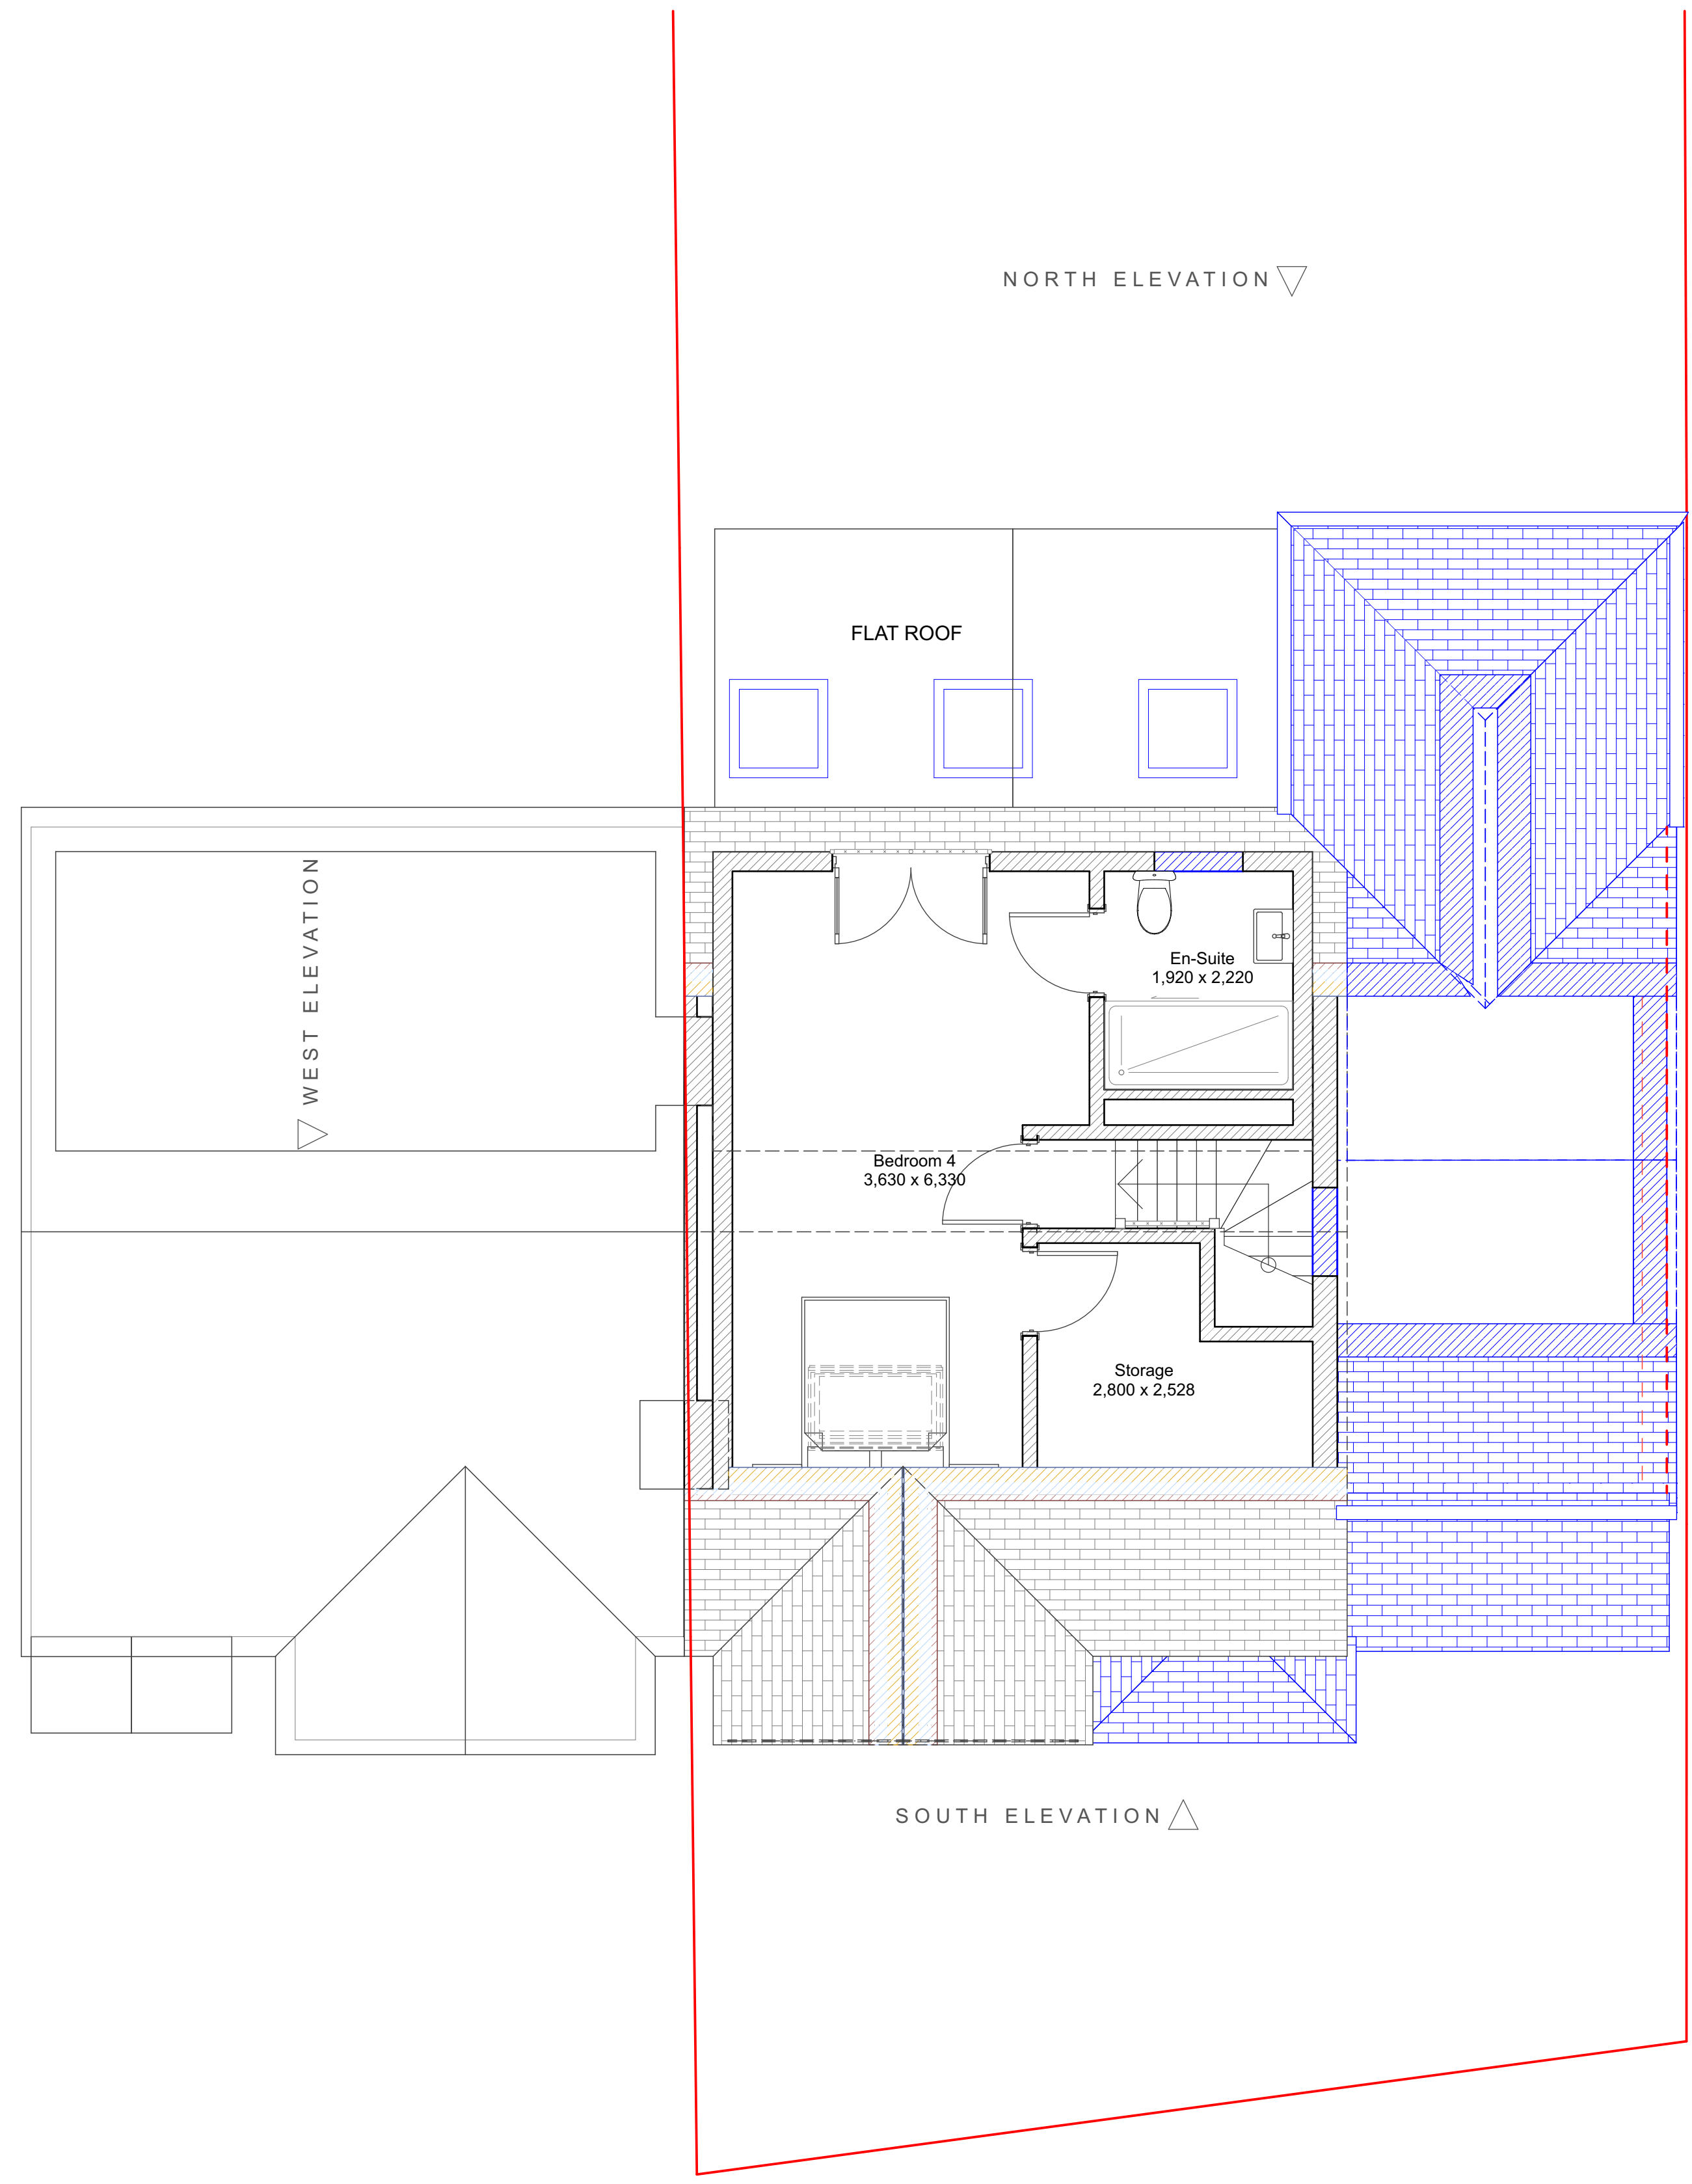 NORTH ELEVATION
FLAT ROOF
WEST ELEVATION
En-Suite
1,920 x 2,220
Bedroom 4
3,630 x 6,330
Storage
2,800 x 2,528
SOUTH ELEVATION